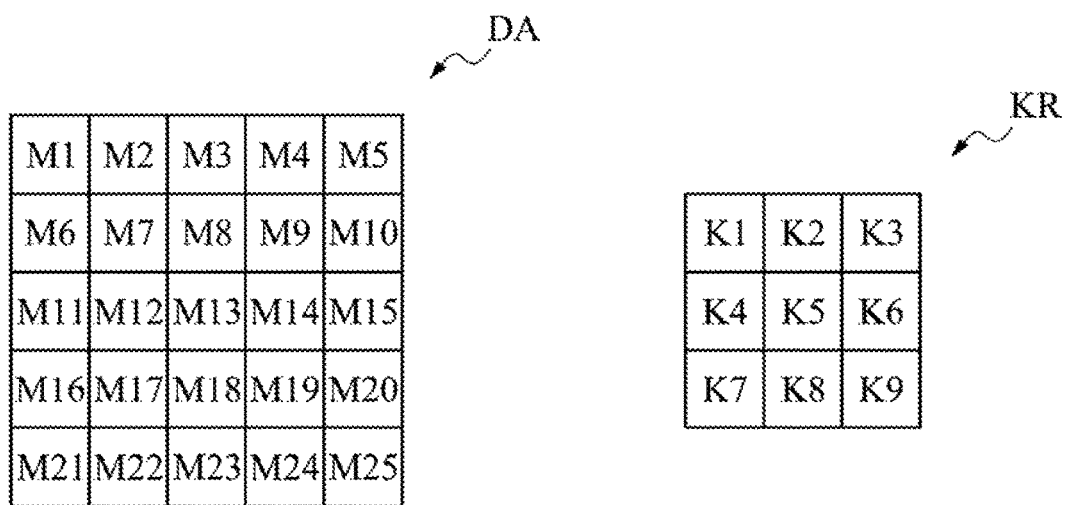 DA
KR
M1 M2 M3 M4 M5
M6 M7 M8 M9 M10
K1 K2 K3
M11 M12 M13 M14 M15
K4 K5 K6
M16 M17 M18 M19 M20
K7 K8 K9
M21 M22 M23 M24 M25